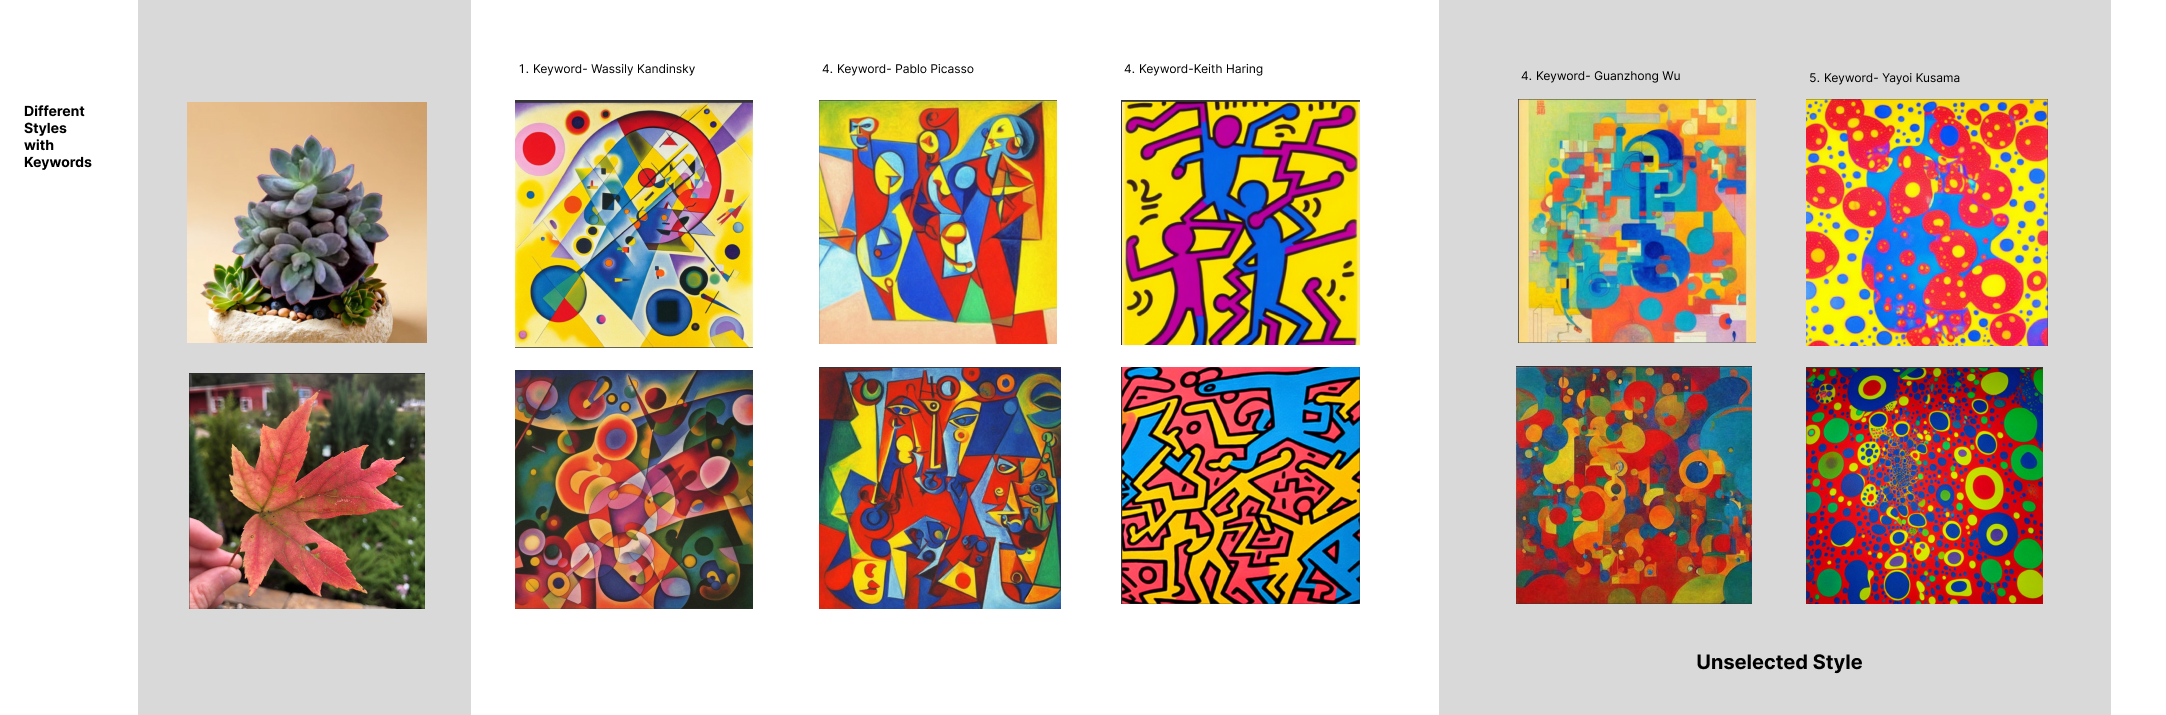 Different
Styles
with
Keywords
1. Keyword- Wassily Kandinsky
4. Keyword- Pablo Picasso
4. Keyword-Keith Haring
4. Keyword- Guanzhong Wu
5. Keyword- Yayoi Kusama
Unselected Style